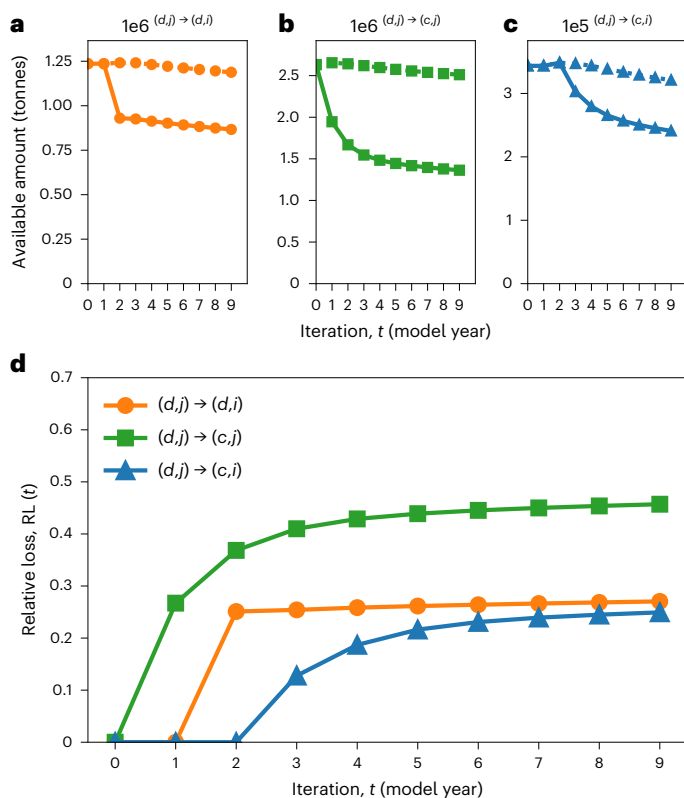 a
1e6 (d,j) → (d,i)
b
1e6 (d,j) → (c,j)
c
1e5 (d,j) → (c,i)
Available amount (tonnes)
1.25
1.00
0.75
0.50
0.25
0
0 1 2 3 4 5 6 7 8 9
2.5
2.0
1.5
1.0
0.5
0
0 1 2 3 4 5 6 7 8 9
3
2
1
0
0 1 2 3 4 5 6 7 8 9
Iteration, t (model year)
d
Relative loss, RL (t)
0.7
0.6
0.5
0.4
0.3
0.2
0.1
0
(d,j) → (d,i)
(d,j) → (c,j)
(d,j) → (c,i)
0 1 2 3 4 5 6 7 8 9
Iteration, t (model year)